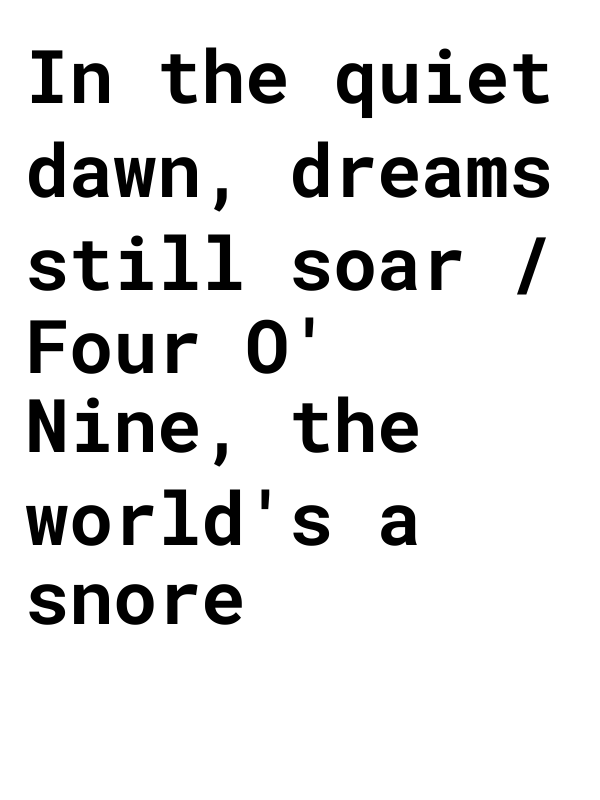 In the quiet
dawn, dreams
still soar /
Four O'
Nine, the
world's a
snore